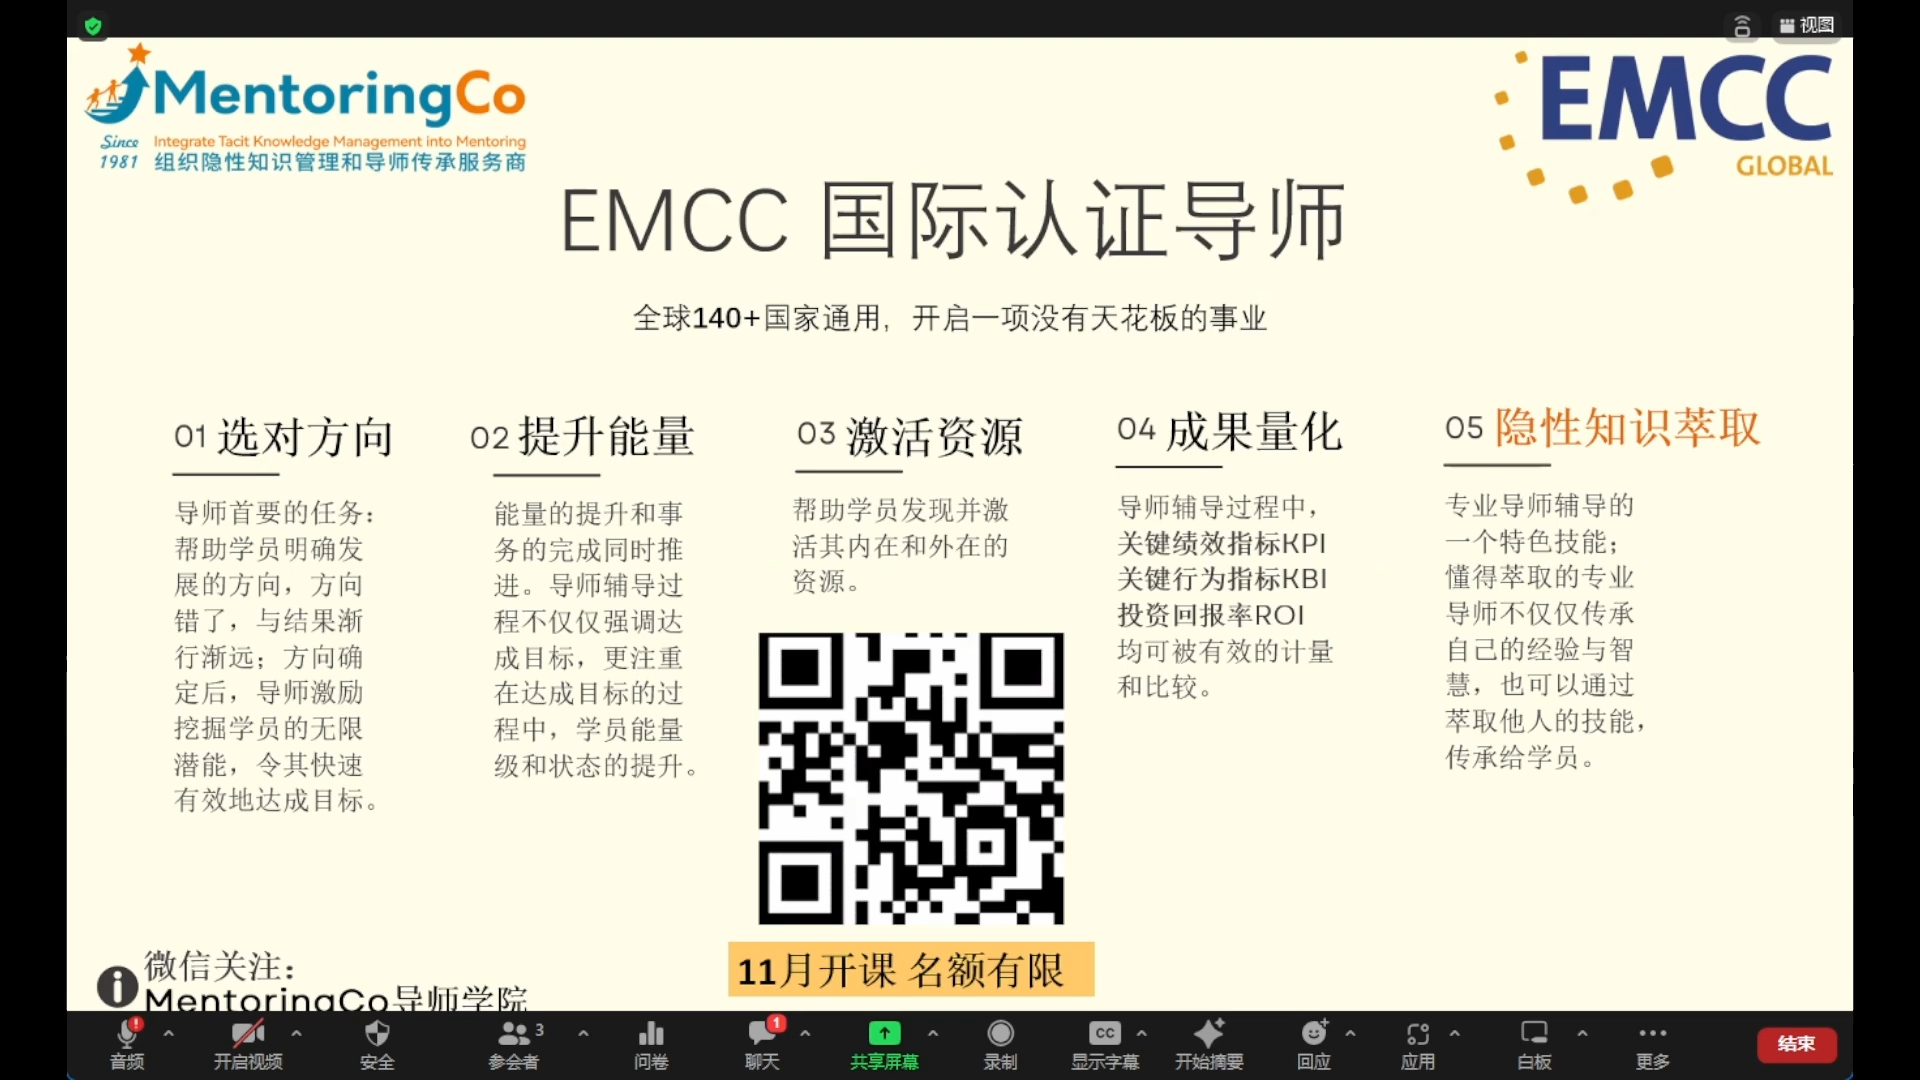 视图
MentoringCo
Since 1981
Integrate Tacit Knowledge Management into Mentoring
组织隐性知识管理和导师传承服务商
EMCC
GLOBAL
EMCC 国际认证导师
全球140+国家通用，开启一项没有天花板的事业
01 选对方向
导师首要的任务：
帮助学员明确发
展的方向，方向
错了，与结果渐
行渐远；方向确
定后，导师激励
挖掘学员的无限
潜能，令其快速
有效地达成目标。
02 提升能量
能量的提升和事
务的完成同时推
进。导师辅导过
程不仅仅强调达
成目标，更注重
在达成目标的过
程中，学员能量
级和状态的提升。
03 激活资源
帮助学员发现并激
活其内在和外在的
资源。
04 成果量化
导师辅导过程中，
关键绩效指标KPI
关键行为指标KBI
投资回报率ROI
均可被有效的计量
和比较。
05 隐性知识萃取
专业导师辅导的
一个特色技能；
懂得萃取的专业
导师不仅仅传承
自己的经验与智
慧，也可以通过
萃取他人的技能，
传承给学员。
11月开课 名额有限
微信关注：
MentoringCo导师学院
音频
开启视频
安全
3
参会者
问卷
1
聊天
共享屏幕
录制
CC
显示字幕
开始摘要
回应
应用
白板
更多
结束